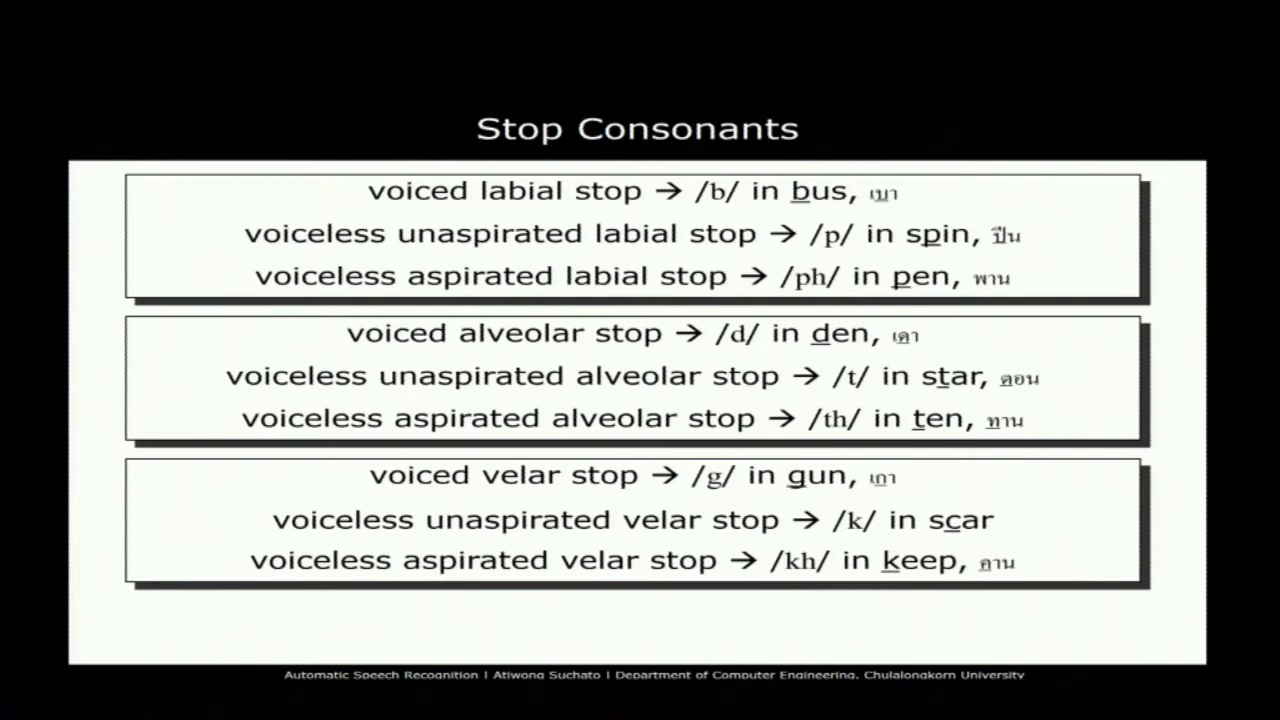 Stop Consonants
voiced labial stop → /b/ in bus, เบา
voiceless unaspirated labial stop → /p/ in spin, ปืน
voiceless aspirated labial stop → /ph/ in pen, พาน
voiced alveolar stop → /d/ in den, เดา
voiceless unaspirated alveolar stop → /t/ in star, ตอน
voiceless aspirated alveolar stop → /th/ in ten, ทาน
voiced velar stop → /g/ in gun, เกา
voiceless unaspirated velar stop → /k/ in scar
voiceless aspirated velar stop → /kh/ in keep, คาน
Automatic Speech Recognition | Atiwong Suchato | Department of Computer Engineering, Chulalongkorn University